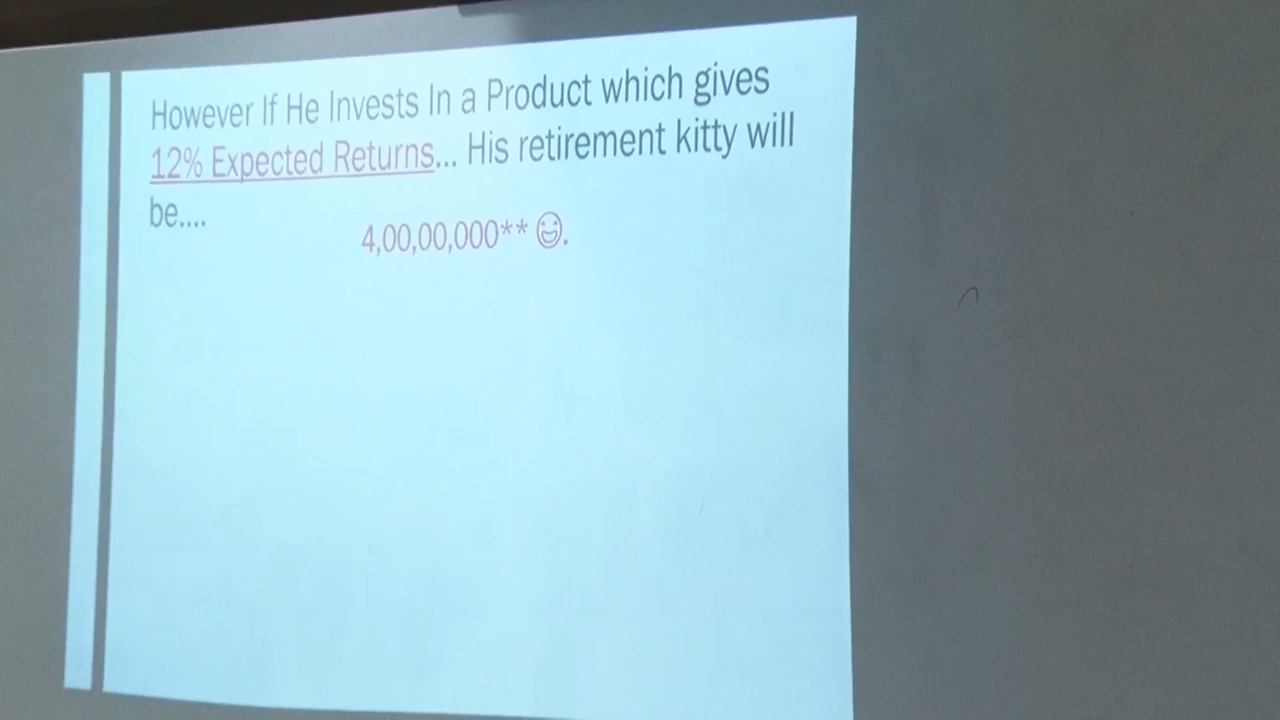 However If He Invests In a Product which gives
12% Expected Returns... His retirement kitty will
be....
4,00,00,000** 😃.